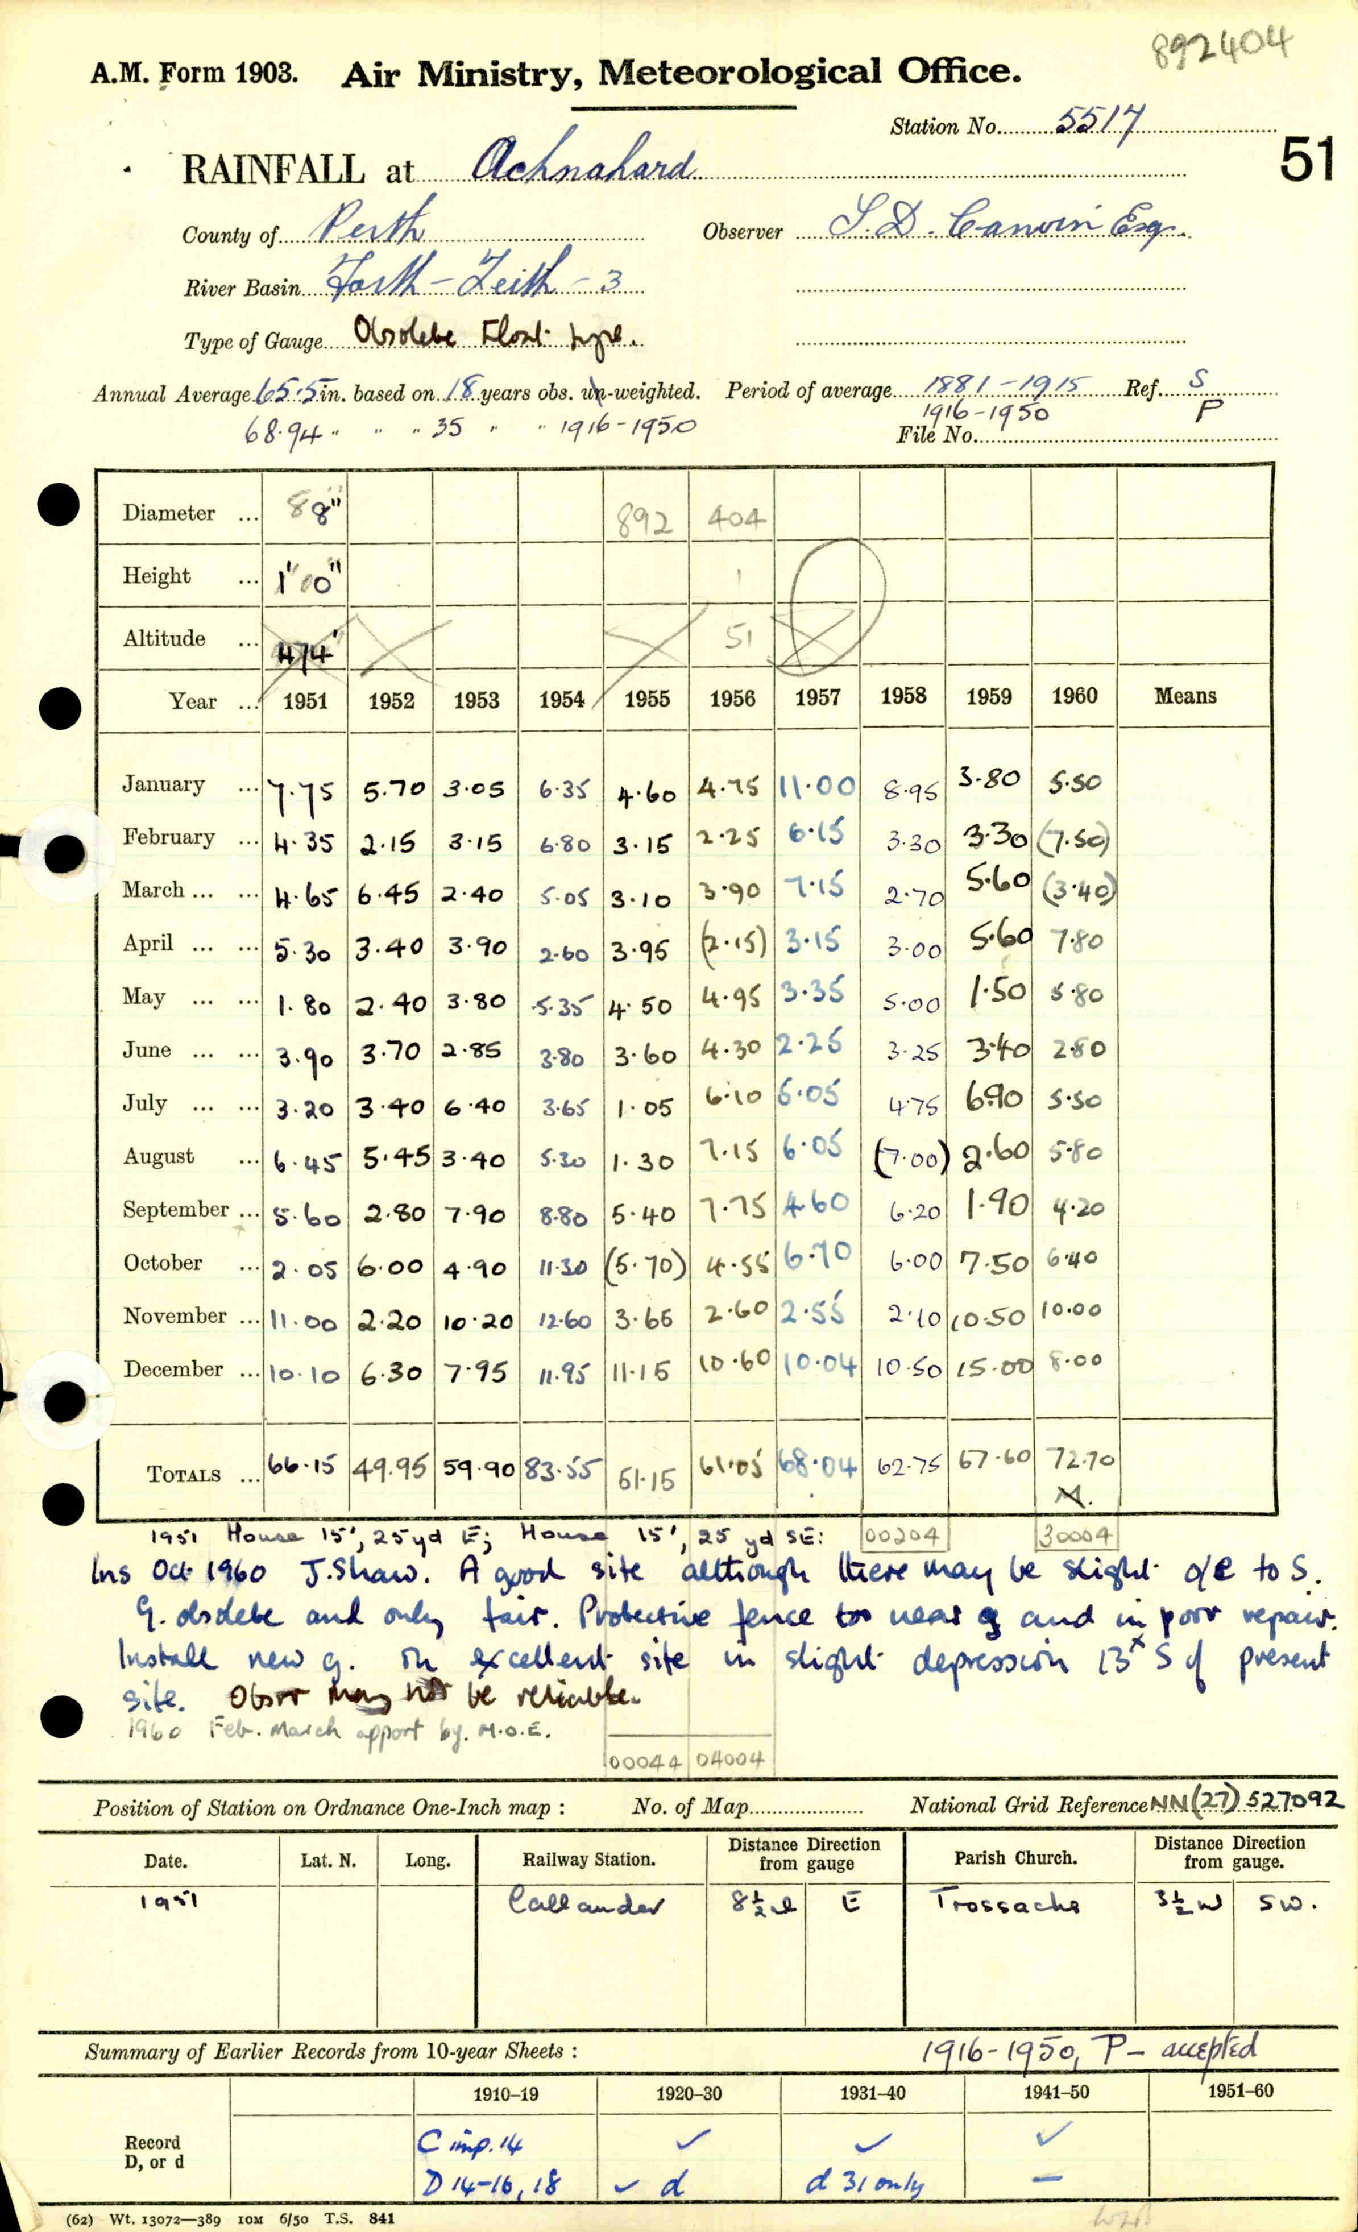 892404
A.M. Form 1903. Air Ministry, Meteorological Office.
Station No. 5517
51
RAINFALL at Achnahard
County of Perth Observer Esq.
River Basin Forth - Teith - 3
Type of Gauge Obsolete Float type.
Annual Average 65.5 in. based on 18 years obs. un-weighted. Period of average 1881-1915 Ref. S
68.94 " " " 35 " " 1916-1950 1916-1950 P
File No.
Diameter ... 8 8" 892 404
Height ... 1' 00" 1
Altitude ... 474' 51
Year ... 1951 1952 1953 1954 1955 1956 1957 1958 1959 1960 Means
January ... 7.75 5.70 3.05 6.35 4.60 4.75 11.00 8.95 3.80 5.50
February ... 4.35 2.15 3.15 6.80 3.15 2.25 6.15 3.30 3.30 (7.50)
March ... ... 4.65 6.45 2.40 5.05 3.10 3.90 7.15 2.70 5.60 (3.40)
April ... ... 5.30 3.40 3.90 2.60 3.95 (2.15) 3.15 3.00 5.60 7.80
May ... ... 1.80 2.40 3.80 5.35 4.50 4.95 3.35 5.00 1.50 5.80
June ... ... 3.90 3.70 2.85 3.80 3.60 4.30 2.25 3.25 3.40 2.80
July ... ... 3.20 3.40 6.40 3.65 1.05 6.10 5.05 4.75 6.90 5.50
August ... 6.45 5.45 3.40 5.30 1.30 7.15 6.05 (7.00) 2.60 5.80
September ... 5.60 2.80 7.90 8.80 5.40 7.75 4.60 6.20 1.90 4.20
October ... 2.05 6.00 4.90 11.30 (5.70) 4.55 6.70 6.00 7.50 6.40
November ... 11.00 2.20 10.20 12.60 3.65 2.60 2.55 2.10 10.50 10.00
December ... 10.10 6.30 7.95 11.95 11.15 10.60 10.04 10.50 15.00 8.00
TOTALS ... 66.15 49.95 59.90 83.55 51.15 61.05 68.04 62.75 67.60 72.70
M.
1951 House 15', 25 yd E; House 15', 25 yd SE: 00204 30004
Ins Oct 1960 J. Shaw. A good site although there may be slight o/e to S.
G. obsolete and only fair. Protective fence too near g and in poor repair.
Install new g. on excellent site in slight depression 13x S of present
site. Obsr may not be reliable.
1960 Feb. March apport by. M.O.E.
00044 04004
Position of Station on Ordnance One-Inch map : No. of Map National Grid Reference NN (27) 527092
Date. Lat. N. Long. Railway Station. Distance from Direction gauge Parish Church. Distance from Direction gauge.
1951 Callander 8½ E Trossachs 3½ SW.
Summary of Earlier Records from 10-year Sheets : 1916-1950, P - accepted
1910–19 1920–30 1931–40 1941–50 1951–60
Record C imp. 14 ✓ ✓ ✓
D, or d D 14-16, 18 ✓ d d 31 only –
(62) Wt. 13072—389 10M 6/50 T.S. 841